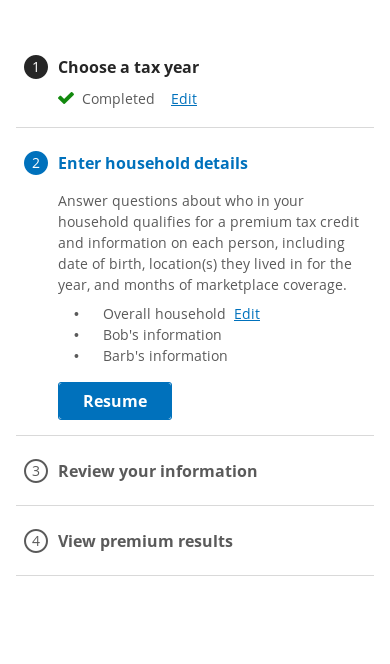 1 Choose a tax year
Completed Edit
2 Enter household details
Answer questions about who in your
household qualifies for a premium tax credit
and information on each person, including
date of birth, location(s) they lived in for the
year, and months of marketplace coverage.
• Overall household Edit
• Bob's information
• Barb's information
Resume
3 Review your information
4 View premium results